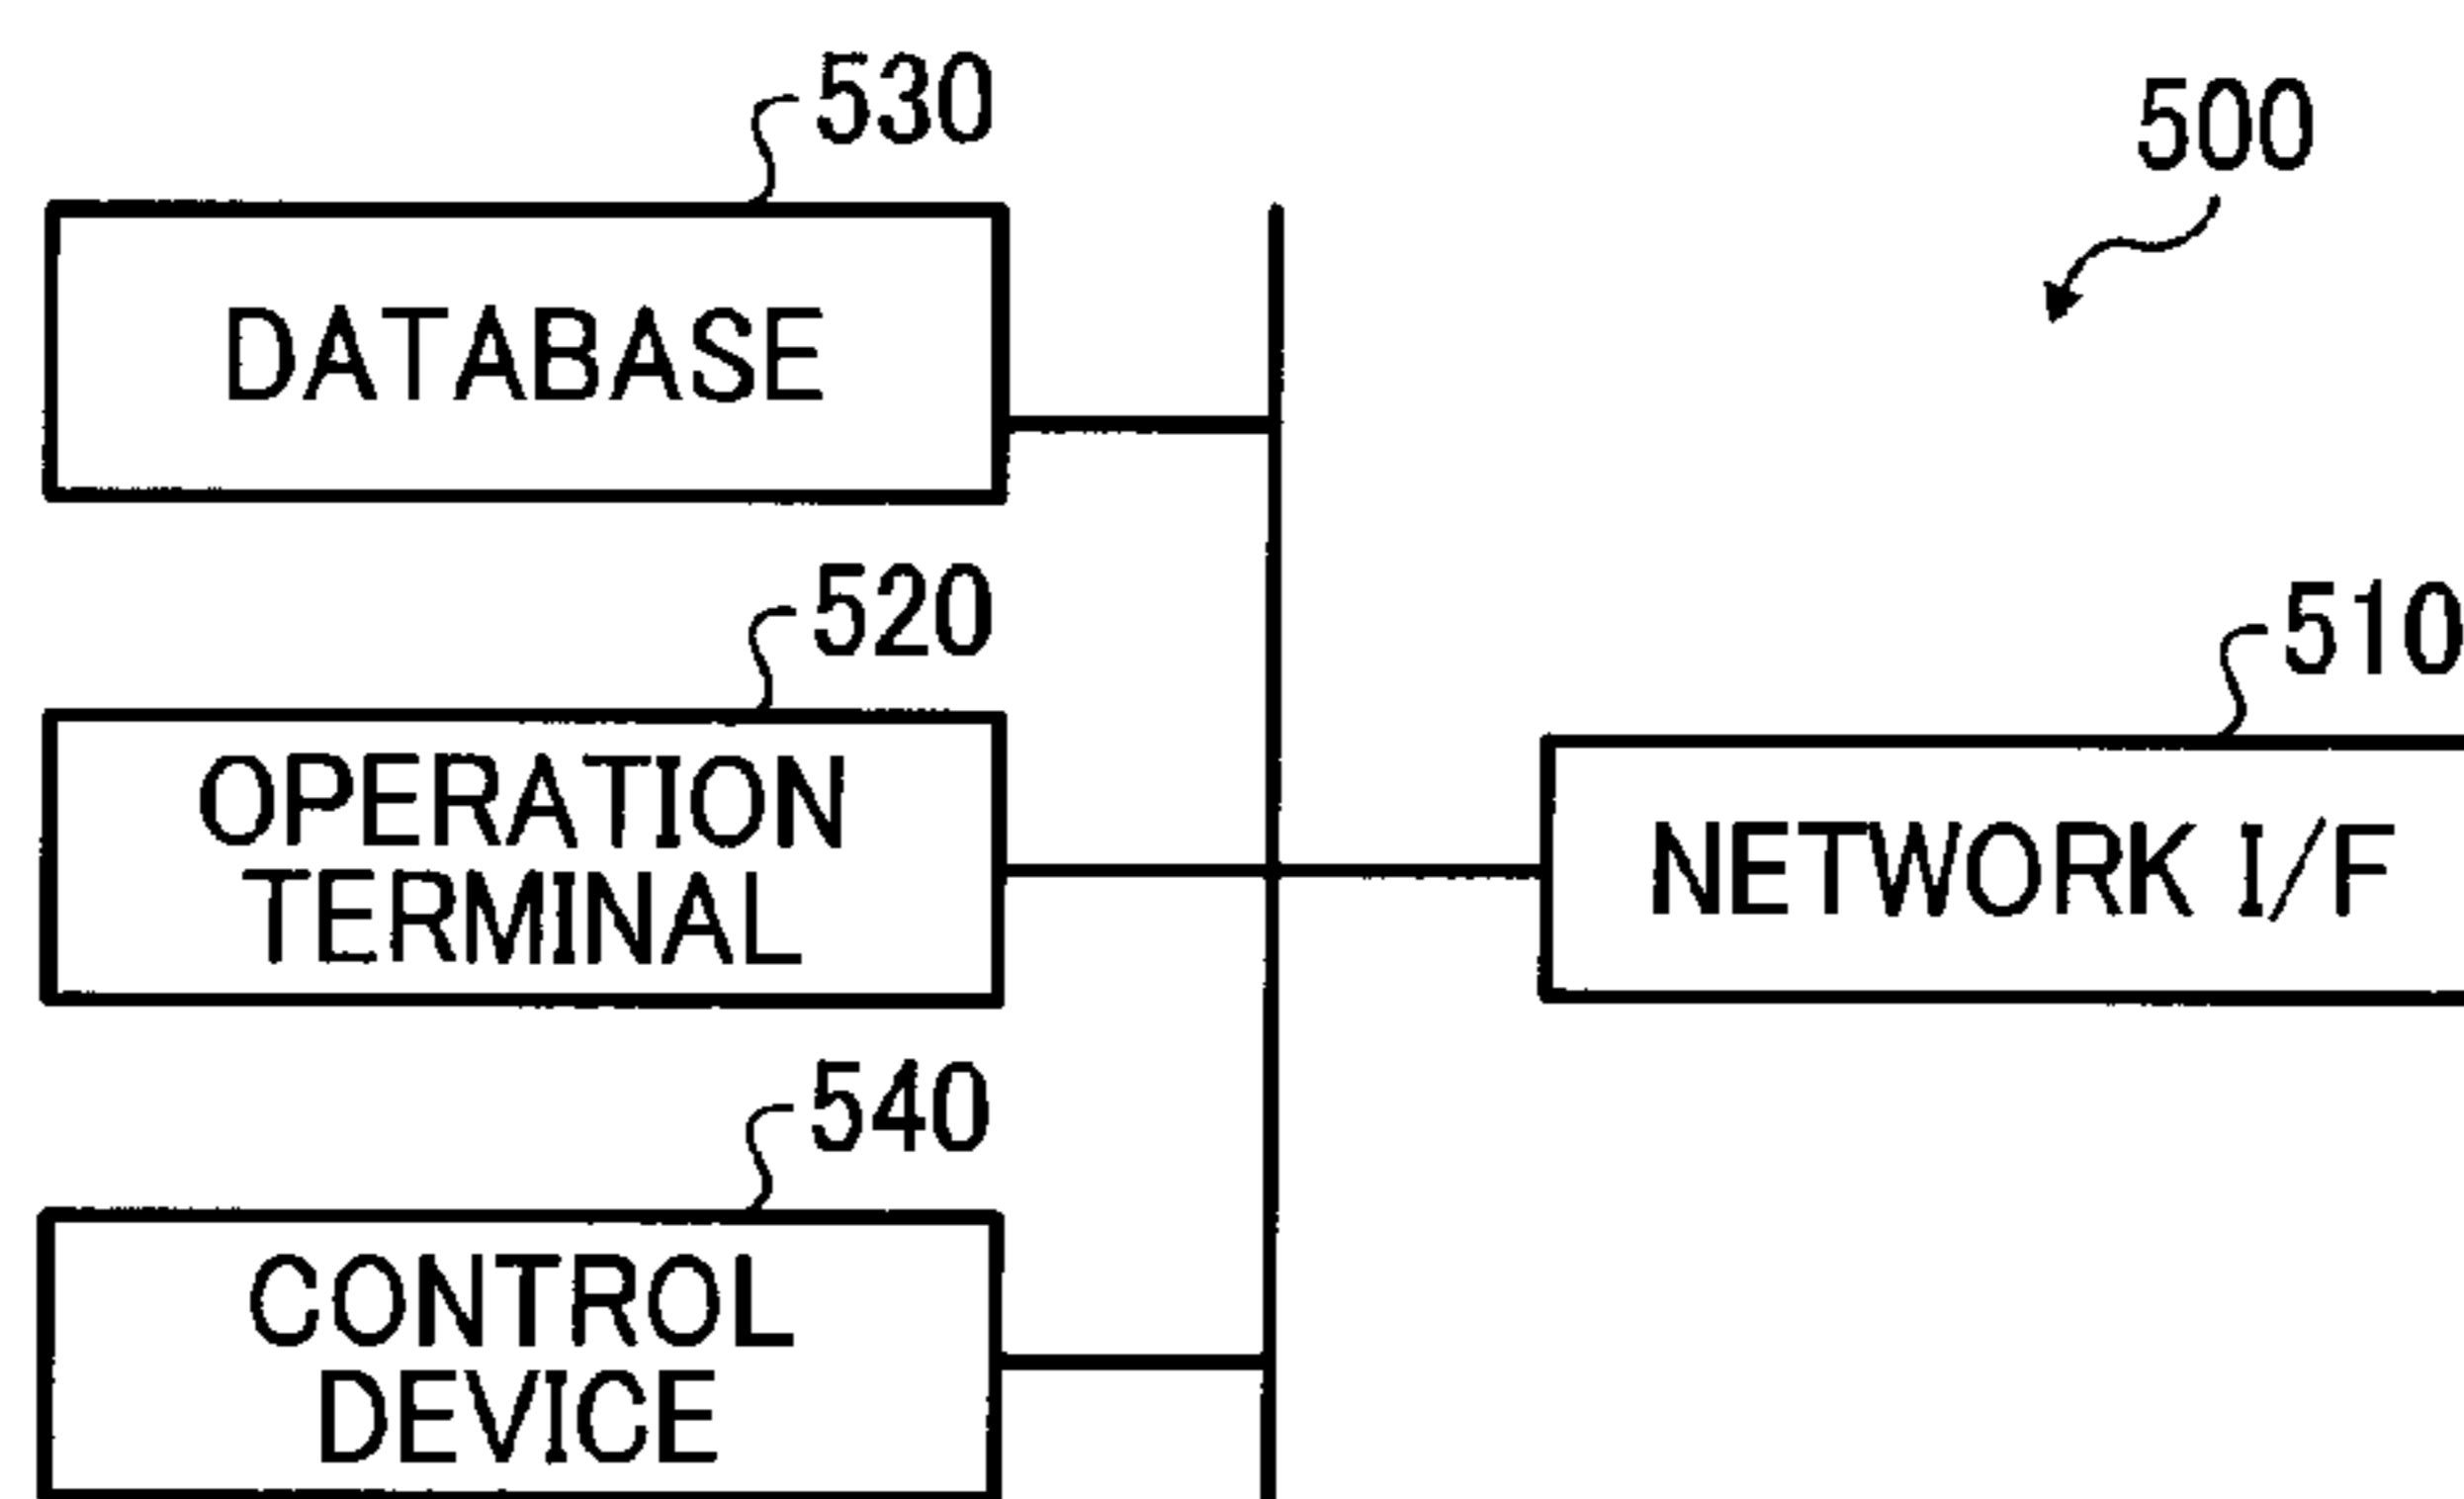 530
500
DATABASE
520
510
OPERATION
TERMINAL
NETWORK I/F
540
CONTROL
DEVICE